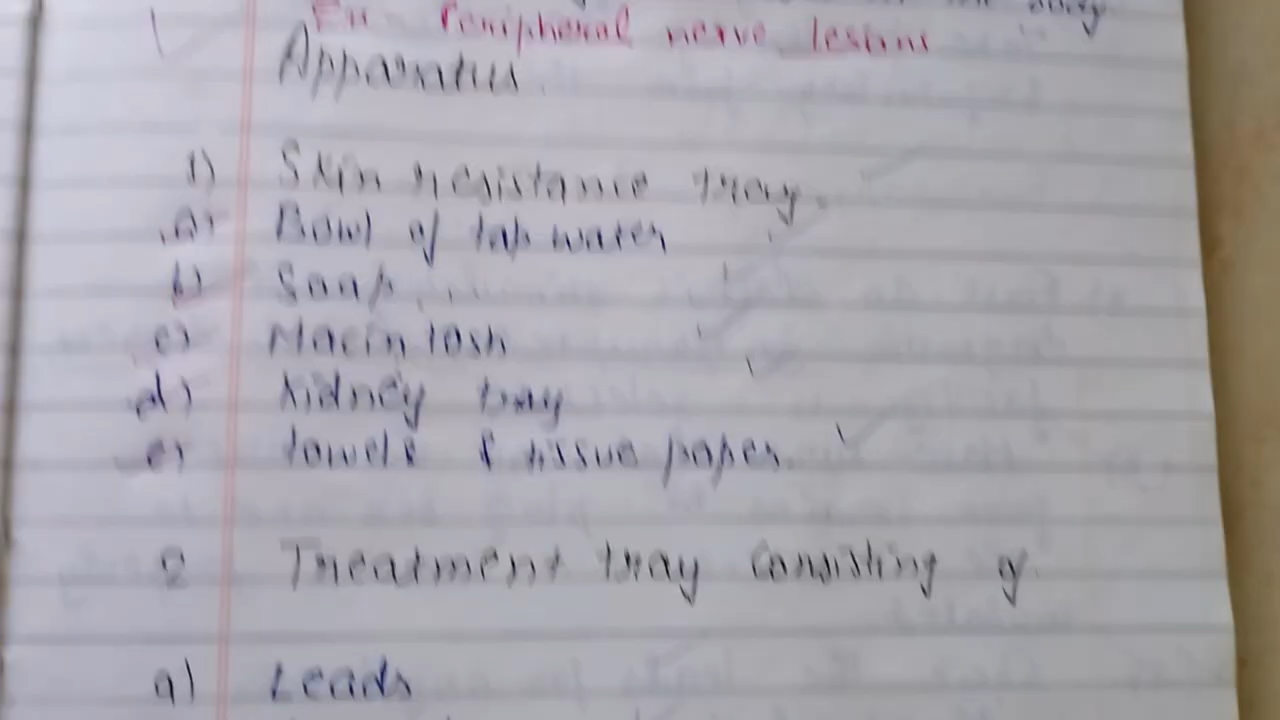 Ex - Peripheral nerve lesions
Apparatus.
1) Skin resistance tray.
a) Bowl of tap water
b) Soap.
c) Macintosh
d) Kidney tray
e) towels & tissue paper.
2 Treatment tray consisting of
a) Leads